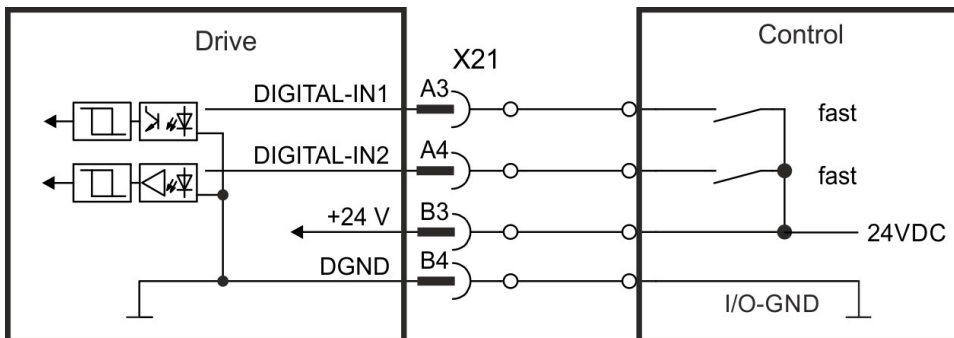 Drive
Control
X21
DIGITAL-IN1
A3
fast
DIGITAL-IN2
A4
fast
+24 V
B3
24VDC
DGND
B4
I/O-GND